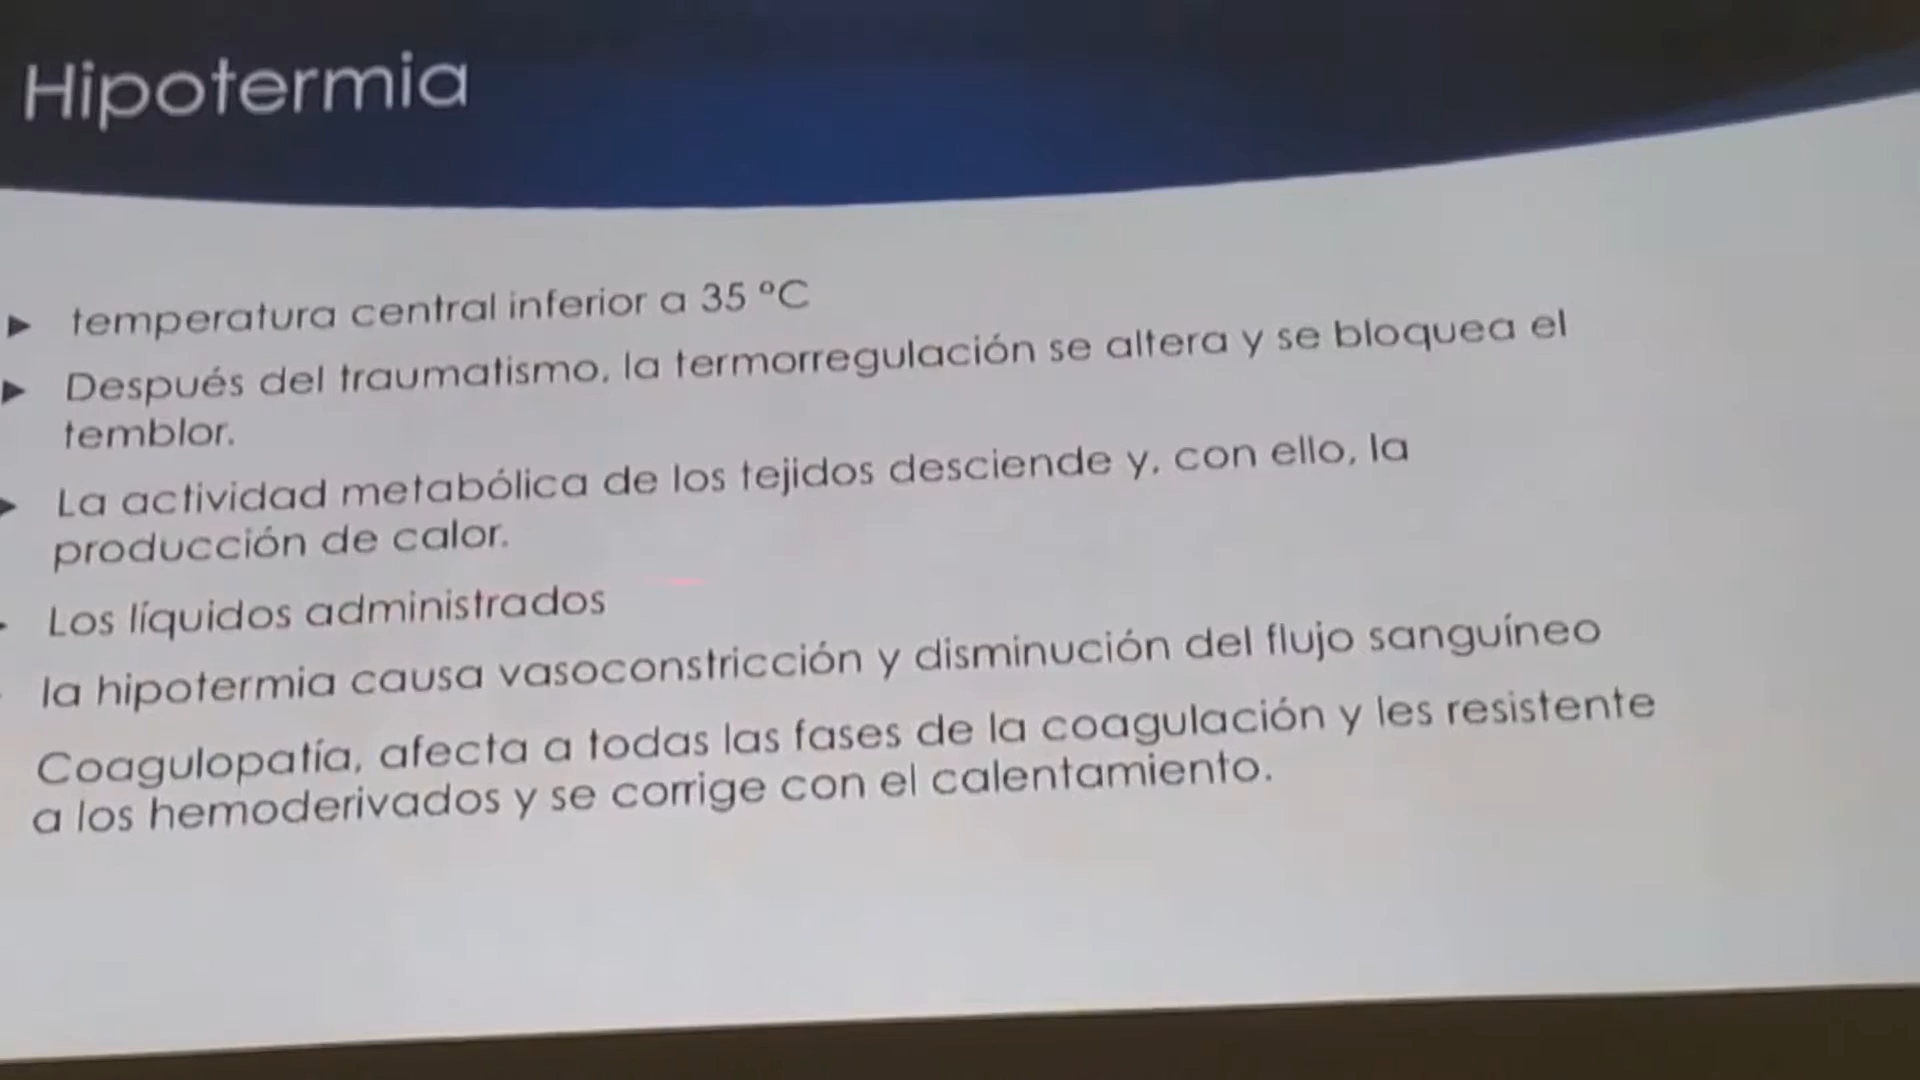 Hipotermia
temperatura central inferior a 35 ºC
Después del traumatismo, la termorregulación se altera y se bloquea el
temblor.
La actividad metabólica de los tejidos desciende y, con ello, la
producción de calor.
Los líquidos administrados
la hipotermia causa vasoconstricción y disminución del flujo sanguíneo
Coagulopatía, afecta a todas las fases de la coagulación y les resistente
a los hemoderivados y se corrige con el calentamiento.